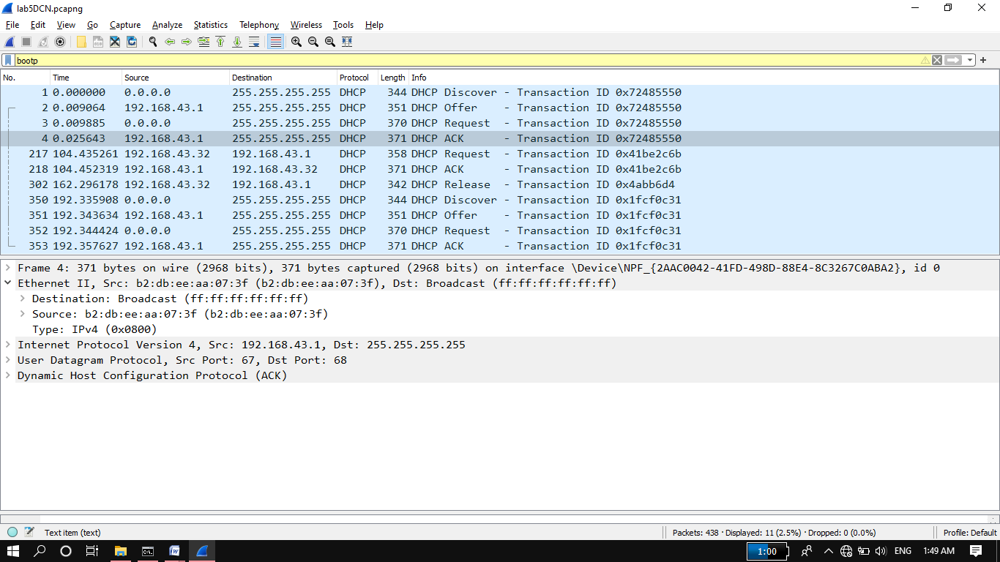 lab5DCN.pcapng
File Edit View Go Capture Analyze Statistics Telephony Wireless Tools Help
bootp
No. Time Source Destination Protocol Length Info
1 0.000000 0.0.0.0 255.255.255.255 DHCP 344 DHCP Discover - Transaction ID 0x72485550
2 0.009064 192.168.43.1 255.255.255.255 DHCP 351 DHCP Offer - Transaction ID 0x72485550
3 0.009885 0.0.0.0 255.255.255.255 DHCP 370 DHCP Request - Transaction ID 0x72485550
4 0.025643 192.168.43.1 255.255.255.255 DHCP 371 DHCP ACK - Transaction ID 0x72485550
217 104.435261 192.168.43.32 192.168.43.1 DHCP 358 DHCP Request - Transaction ID 0x41be2c6b
218 104.452319 192.168.43.1 192.168.43.32 DHCP 371 DHCP ACK - Transaction ID 0x41be2c6b
302 162.296178 192.168.43.32 192.168.43.1 DHCP 342 DHCP Release - Transaction ID 0x4abb6d4
350 192.335908 0.0.0.0 255.255.255.255 DHCP 344 DHCP Discover - Transaction ID 0x1fcf0c31
351 192.343634 192.168.43.1 255.255.255.255 DHCP 351 DHCP Offer - Transaction ID 0x1fcf0c31
352 192.344424 0.0.0.0 255.255.255.255 DHCP 370 DHCP Request - Transaction ID 0x1fcf0c31
353 192.357627 192.168.43.1 255.255.255.255 DHCP 371 DHCP ACK - Transaction ID 0x1fcf0c31
Frame 4: 371 bytes on wire (2968 bits), 371 bytes captured (2968 bits) on interface \Device\NPF_{2AAC0042-41FD-498D-88E4-8C3267C0ABA2}, id 0
Ethernet II, Src: b2:db:ee:aa:07:3f (b2:db:ee:aa:07:3f), Dst: Broadcast (ff:ff:ff:ff:ff:ff)
Destination: Broadcast (ff:ff:ff:ff:ff:ff)
Source: b2:db:ee:aa:07:3f (b2:db:ee:aa:07:3f)
Type: IPv4 (0x0800)
Internet Protocol Version 4, Src: 192.168.43.1, Dst: 255.255.255.255
User Datagram Protocol, Src Port: 67, Dst Port: 68
Dynamic Host Configuration Protocol (ACK)
Text item (text) Packets: 438 · Displayed: 11 (2.5%) · Dropped: 0 (0.0%) Profile: Default
1:00 ENG 1:49 AM